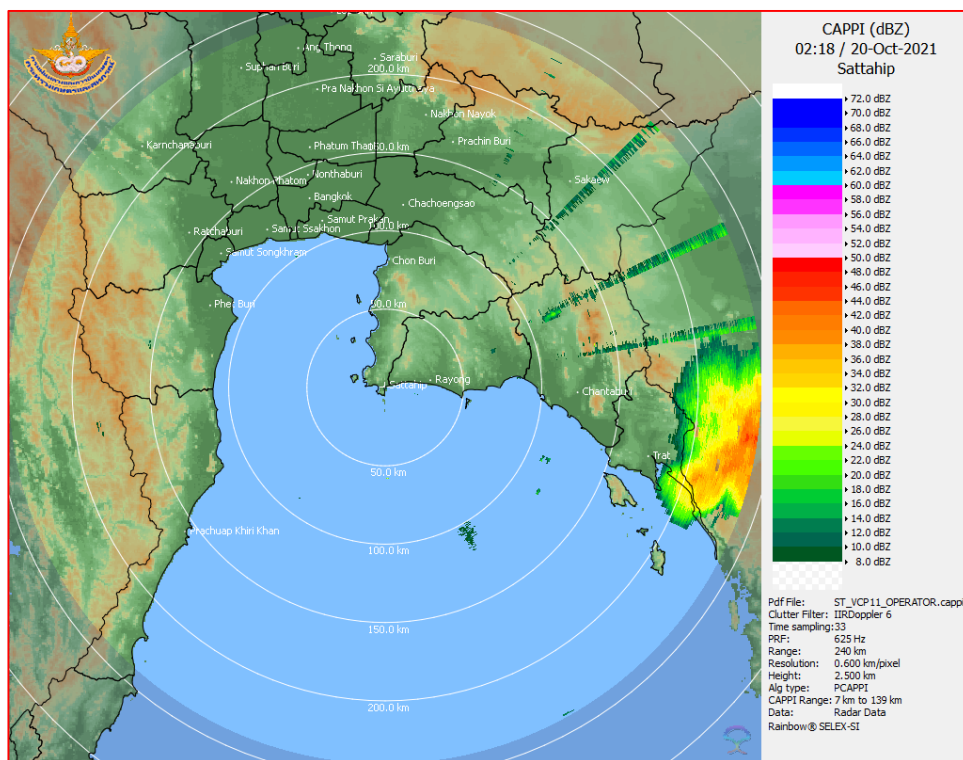 CAPPI (dBZ)
02:18 / 20-Oct-2021
Sattahip
72.0 dBZ
70.0 dBZ
68.0 dBZ
66.0 dBZ
64.0 dBZ
62.0 dBZ
60.0 dBZ
58.0 dBZ
56.0 dBZ
54.0 dBZ
52.0 dBZ
50.0 dBZ
48.0 dBZ
46.0 dBZ
44.0 dBZ
42.0 dBZ
40.0 dBZ
38.0 dBZ
36.0 dBZ
34.0 dBZ
32.0 dBZ
30.0 dBZ
28.0 dBZ
26.0 dBZ
24.0 dBZ
22.0 dBZ
20.0 dBZ
18.0 dBZ
16.0 dBZ
14.0 dBZ
12.0 dBZ
10.0 dBZ
8.0 dBZ
Pdf File: ST_VCP11_OPERATOR.cappi
Clutter Filter: IIRDoppler 6
Time sampling:33
PRF: 625 Hz
Range: 240 km
Resolution: 0.600 km/pixel
Height: 2.500 km
Alg type: PCAPPI
CAPPI Range: 7 km to 139 km
Data: Radar Data
Rainbow® SELEX-SI
Ang Thong
Saraburi
Suphan Buri
200.0 km
Pra Nakhon Si Ayuttnaya
Nakhon Nayok
Prachin Buri
Karnchanaburi
Phatum Thani
Nonthaburi
Nakhon Phatom
Sakaew
Bangkok
Chachoengsao
Samut Prakan
Ratchaburi
Samut Ssakhon
100.0 km
Samut Songkhram
Chon Buri
50.0 km
Sattahip
Rayong
Trat
50.0 km
Prachuap Khiri Khan
100.0 km
150.0 km
200.0 km